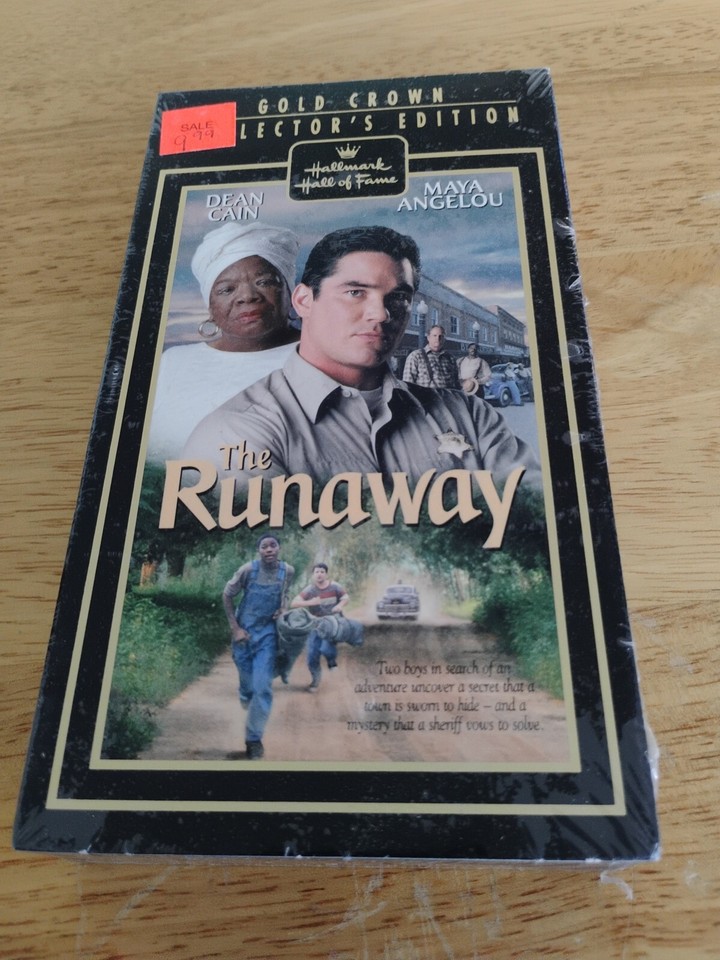 GOLD CROWN
LECTOR'S EDITION
SALE
9 99
Hallmark
Hall of Fame
DEAN
CAIN
MAYA
ANGELOU
The
Runaway
Two boys in search of an
adventure uncover a secret that a
town is sworn to hide – and a
mystery that a sheriff vows to solve.